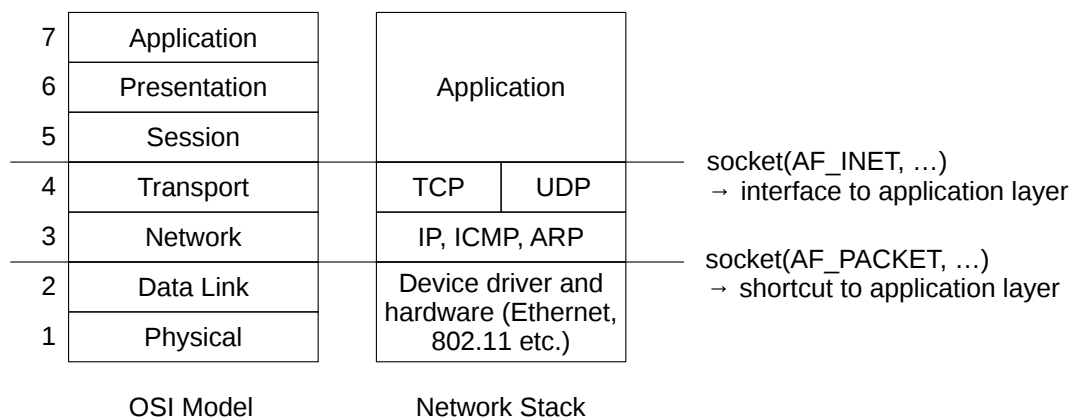 7 Application
6 Presentation
5 Session
4 Transport
3 Network
2 Data Link
1 Physical
OSI Model
Application
TCP UDP
IP, ICMP, ARP
Device driver and
hardware (Ethernet,
802.11 etc.)
Network Stack
socket(AF_INET, …)
→ interface to application layer
socket(AF_PACKET, …)
→ shortcut to application layer